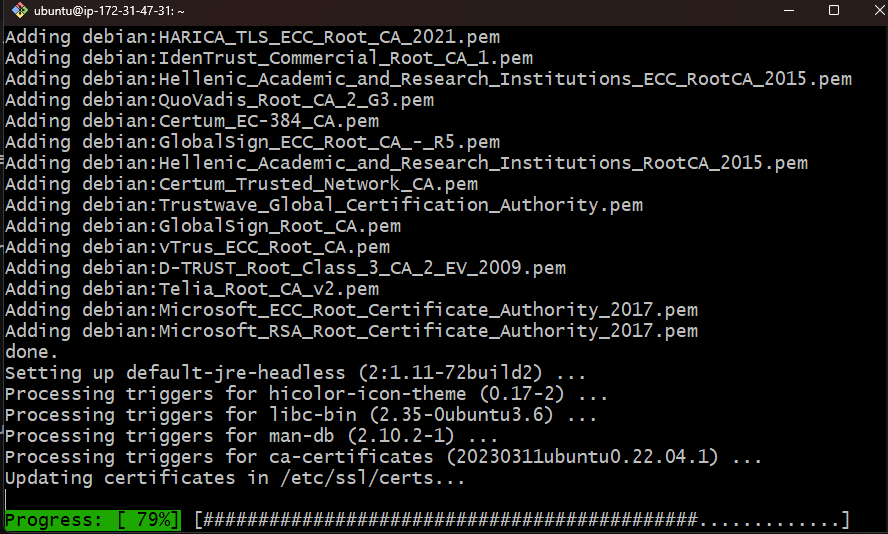 ubuntu@ip-172-31-47-31: ~
Adding debian:HARICA_TLS_ECC_Root_CA_2021.pem
Adding debian:IdenTrust_Commercial_Root_CA_1.pem
Adding debian:Hellenic_Academic_and_Research_Institutions_ECC_RootCA_2015.pem
Adding debian:QuoVadis_Root_CA_2_G3.pem
Adding debian:Certum_EC-384_CA.pem
Adding debian:GlobalSign_ECC_Root_CA_-_R5.pem
Adding debian:Hellenic_Academic_and_Research_Institutions_RootCA_2015.pem
Adding debian:Certum_Trusted_Network_CA.pem
Adding debian:Trustwave_Global_Certification_Authority.pem
Adding debian:GlobalSign_Root_CA.pem
Adding debian:vTrus_ECC_Root_CA.pem
Adding debian:D-TRUST_Root_Class_3_CA_2_EV_2009.pem
Adding debian:Telia_Root_CA_v2.pem
Adding debian:Microsoft_ECC_Root_Certificate_Authority_2017.pem
Adding debian:Microsoft_RSA_Root_Certificate_Authority_2017.pem
done.
Setting up default-jre-headless (2:1.11-72build2) ...
Processing triggers for hicolor-icon-theme (0.17-2) ...
Processing triggers for libc-bin (2.35-0ubuntu3.6) ...
Processing triggers for man-db (2.10.2-1) ...
Processing triggers for ca-certificates (20230311ubuntu0.22.04.1) ...
Updating certificates in /etc/ssl/certs...
Progress: [ 79%] [#############################################.............]